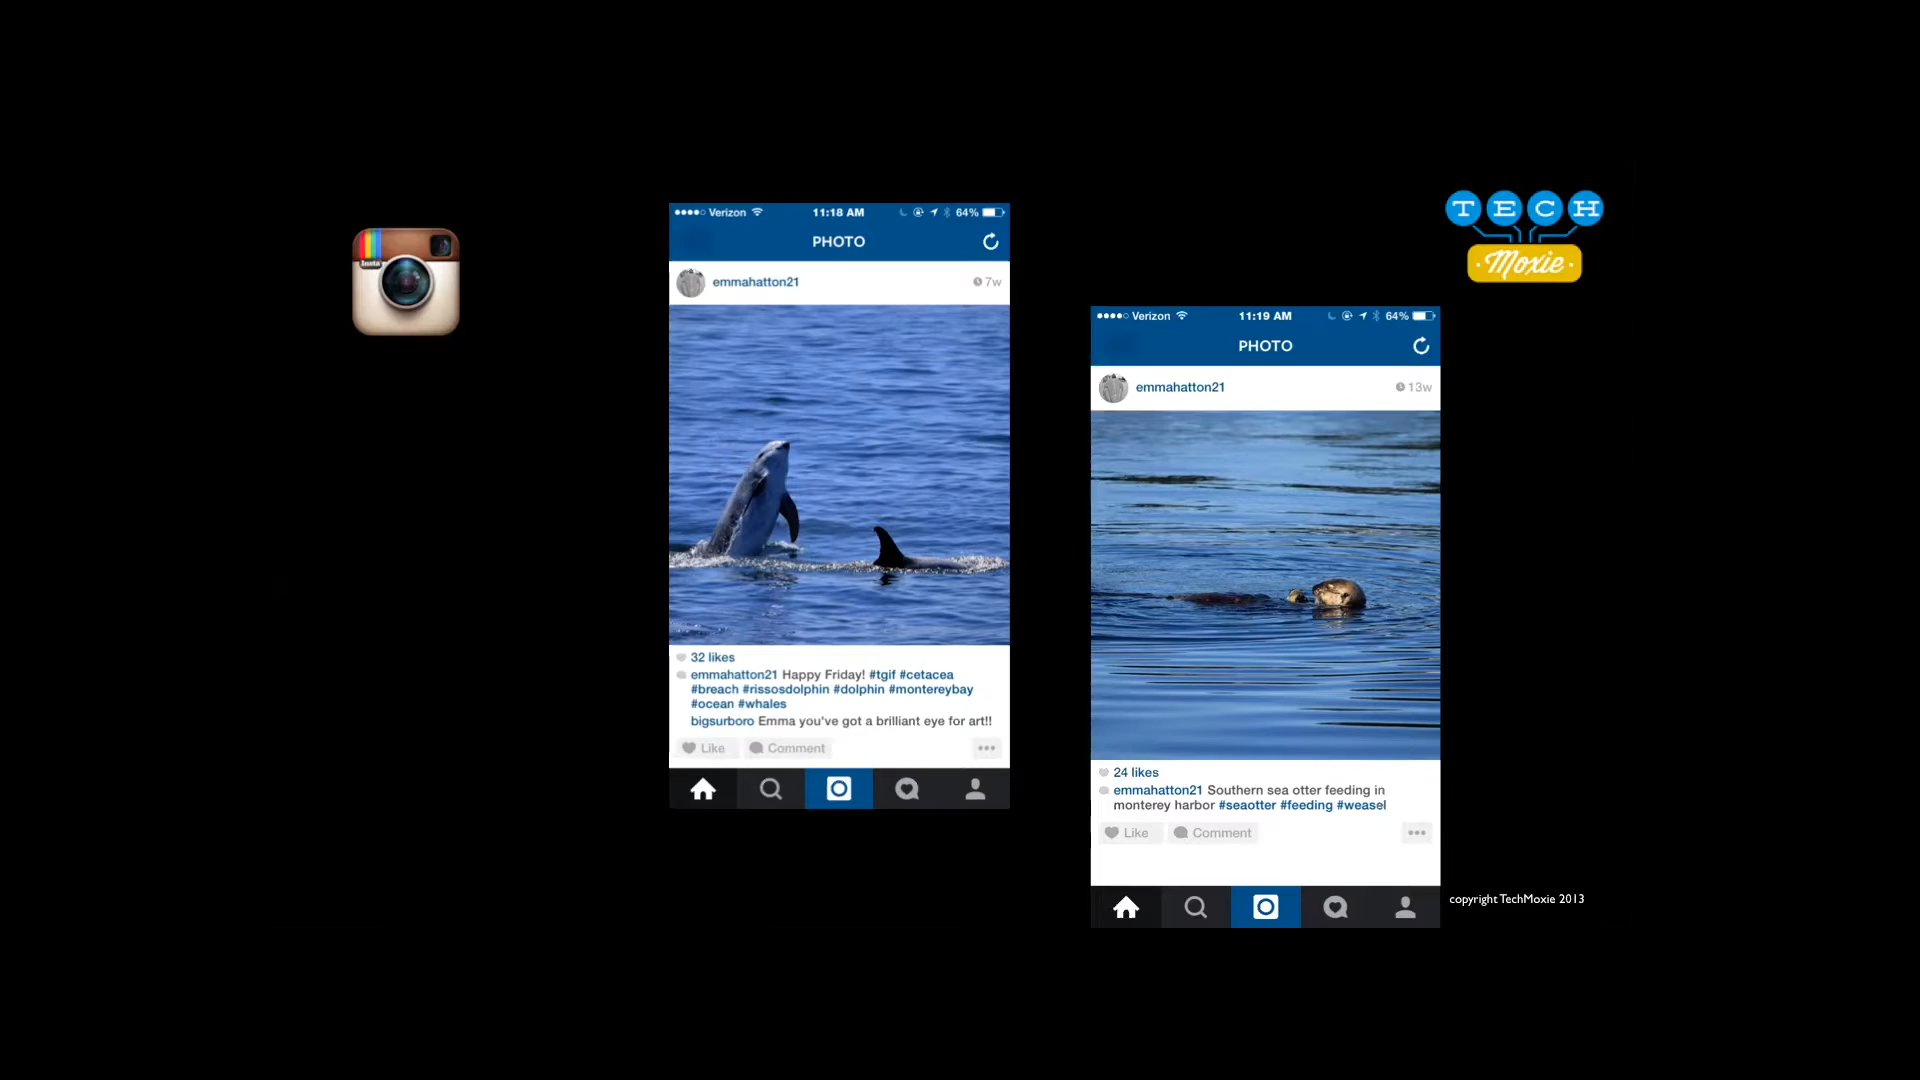 Insta
Verizon 11:18 AM 64%
PHOTO
emmahatton21 7w
32 likes
emmahatton21 Happy Friday! #tgif #cetacea
#breach #rissosdolphin #dolphin #montereybay
#ocean #whales
bigsurboro Emma you've got a brilliant eye for art!!
Like Comment
TECH
Moxie
Verizon 11:19 AM 64%
PHOTO
emmahatton21 13w
24 likes
emmahatton21 Southern sea otter feeding in
monterey harbor #seaotter #feeding #weasel
Like Comment
copyright TechMoxie 2013